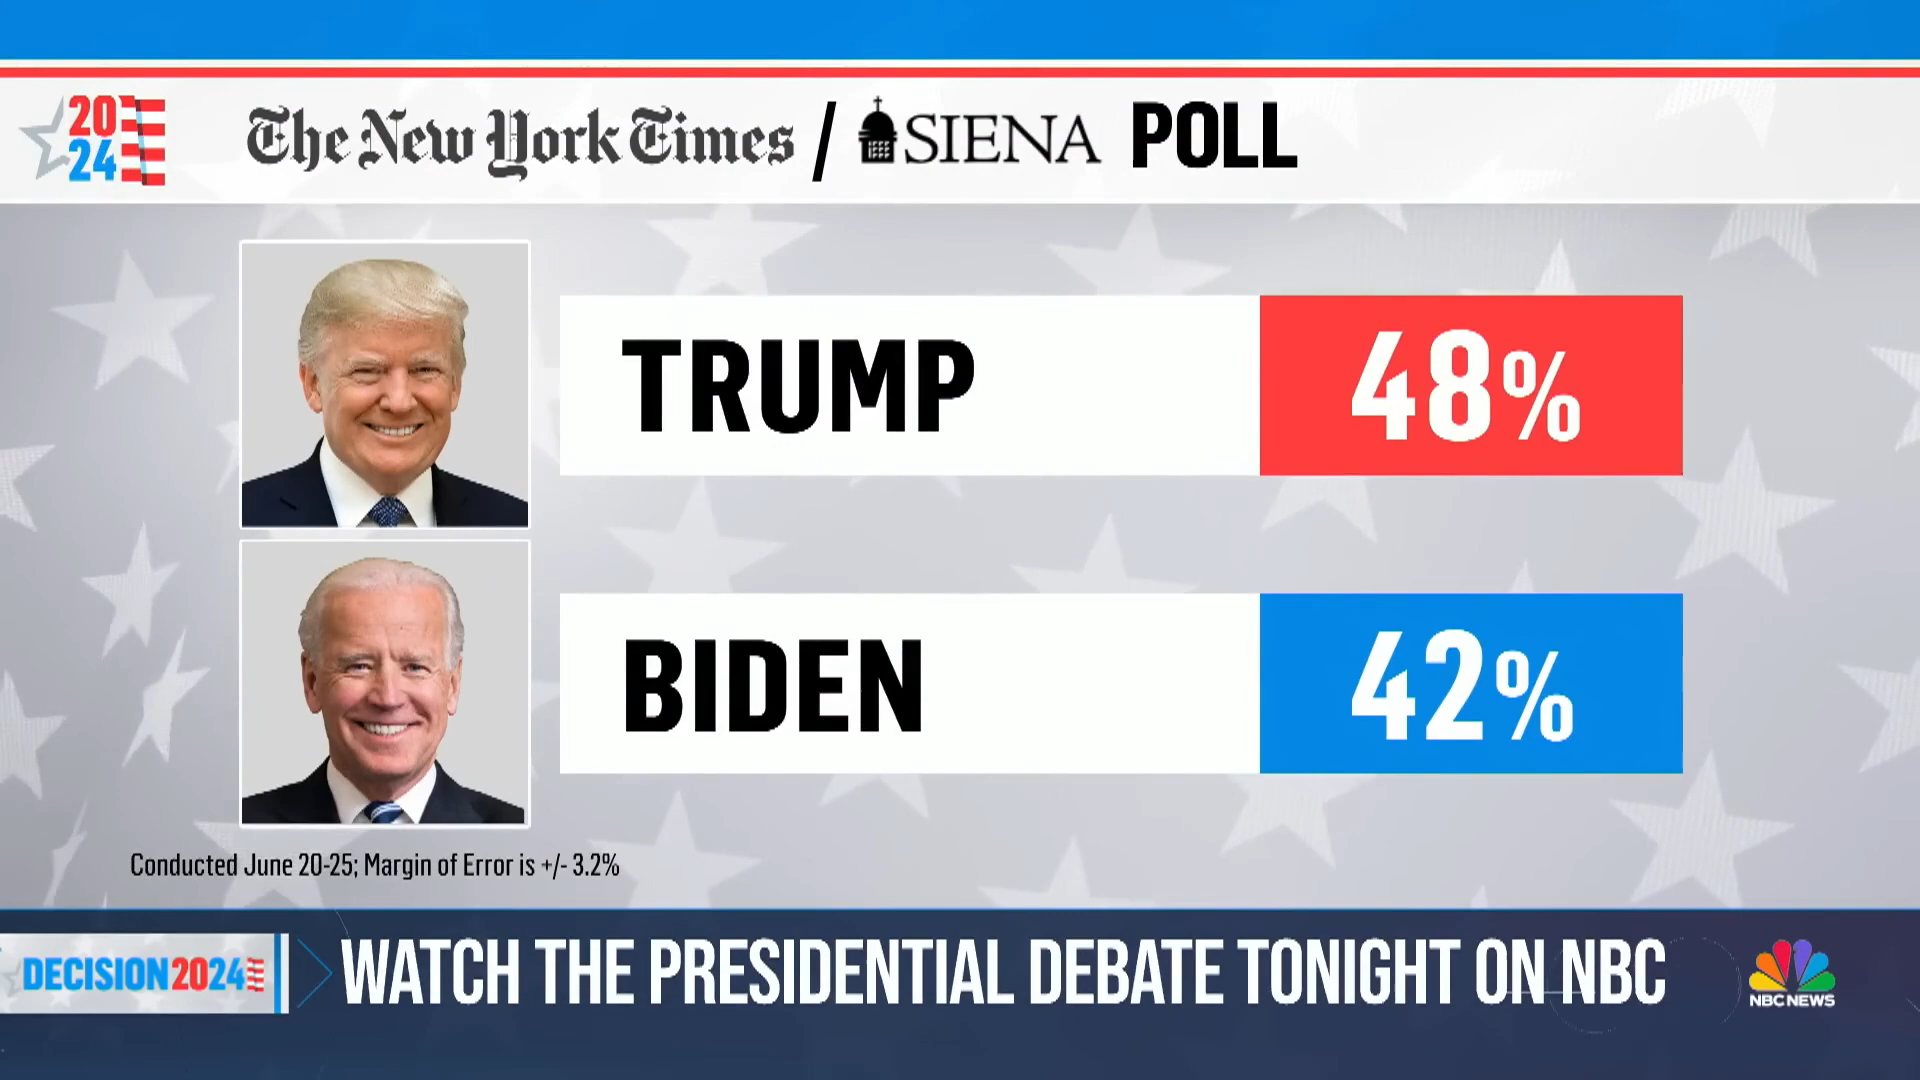 2024
The New York Times / SIENA POLL
TRUMP 48%
BIDEN 42%
Conducted June 20-25; Margin of Error is +/- 3.2%
DECISION 2024 WATCH THE PRESIDENTIAL DEBATE TONIGHT ON NBC
NBC NEWS